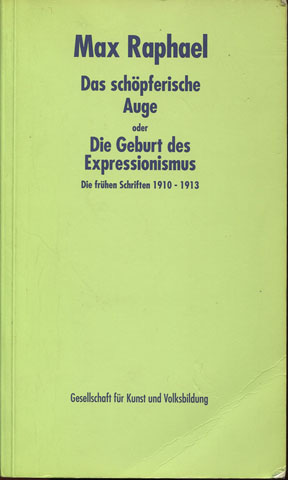 Max Raphael
Das schöpferische
Auge
oder
Die Geburt des
Expressionismus
Die frühen Schriften 1910 - 1913
Gesellschaft für Kunst und Volksbildung